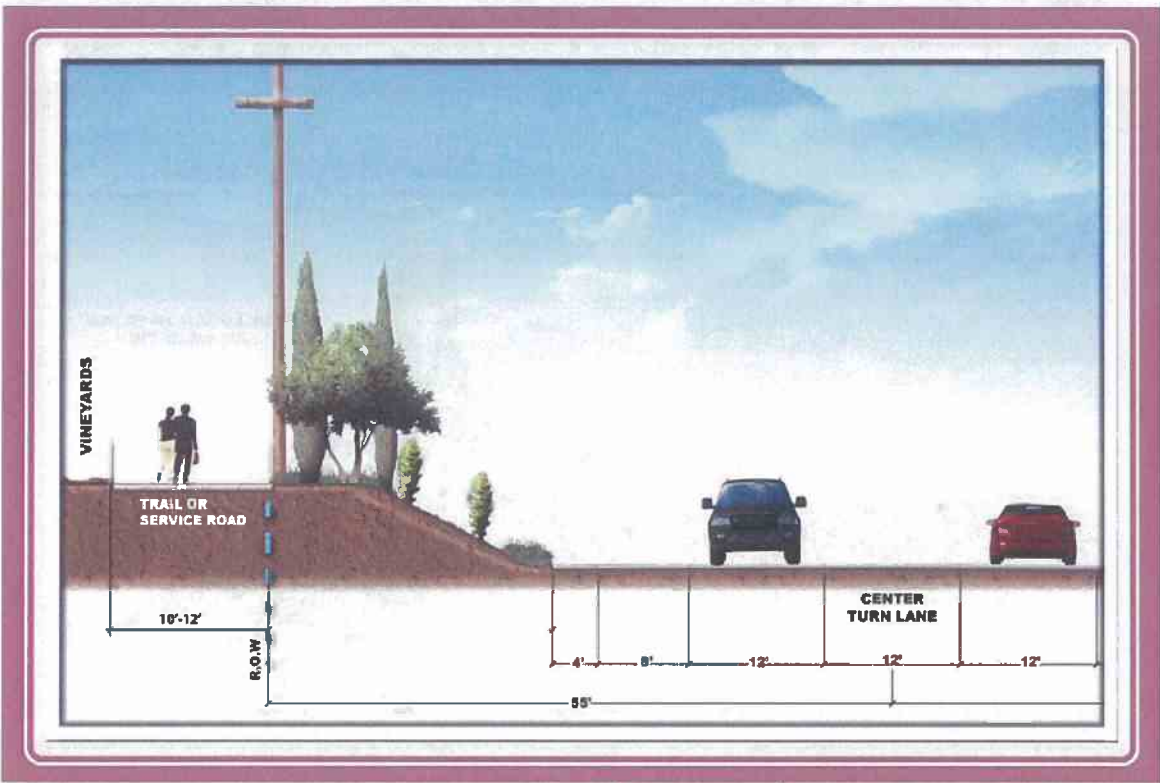 VINEYARDS
TRAIL OR
SERVICE ROAD
CENTER
TURN LANE
10'-12'
R.O.W
4' 8' 12' 12' 12'
55'